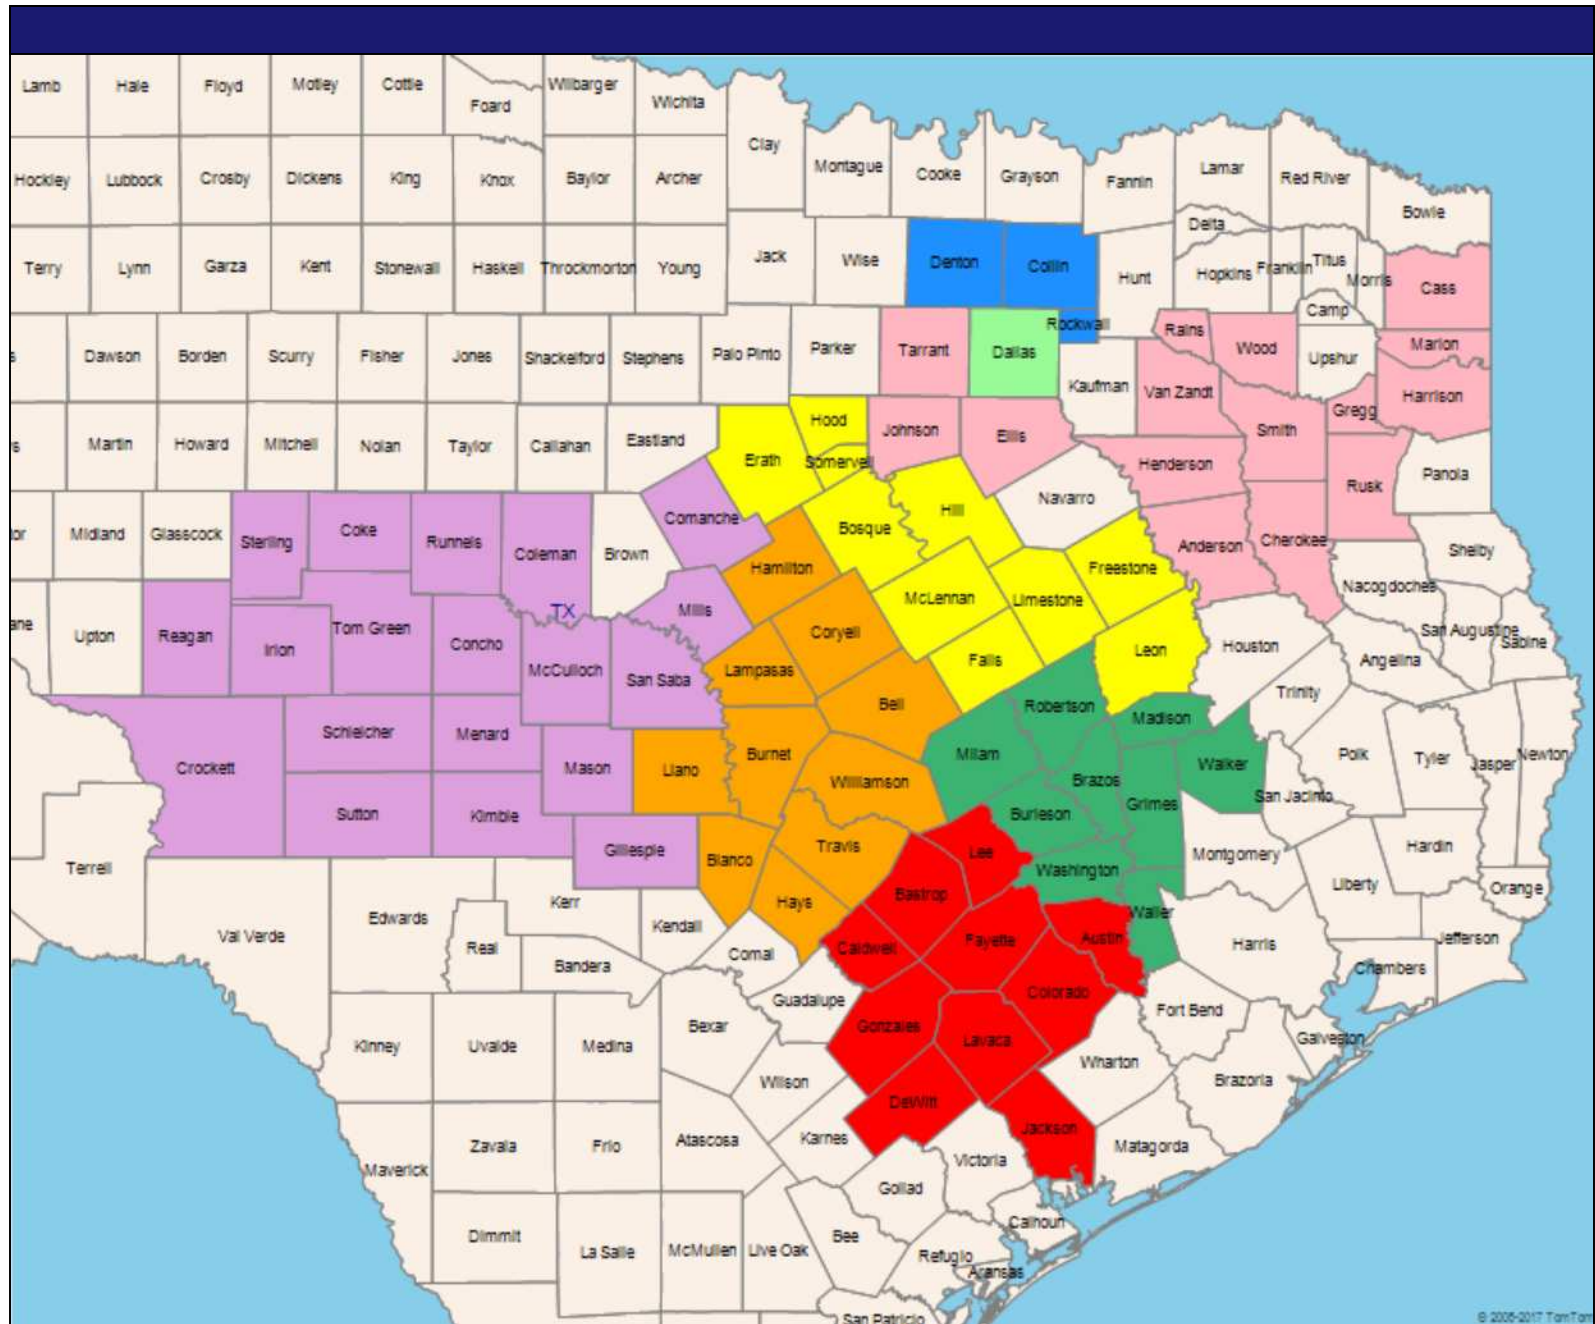 Lamb Hale Floyd Motley Cottle Foard Wilbarger Wichita
Clay Montague Cooke Grayson Fannin Lamar Red River Bowie
Hockley Lubbock Crosby Dickens King Knox Baylor Archer
Delta
Terry Lynn Garza Kent Stonewall Haskell Throckmorton Young Jack Wise Denton Collin Hunt Hopkins Franklin Titus Morris Cass
Camp
s Dawson Borden Scurry Fisher Jones Shackelford Stephens Palo Pinto Parker Tarrant Dallas Rockwall Rains Wood Upshur Marion
Kaufman Van Zandt Gregg Harrison
s Martin Howard Mitchell Nolan Taylor Callahan Eastland Erath Hood Somervell Johnson Ellis Henderson Smith Rusk Panola
Navarro
tor Midland Glasscock Sterling Coke Runnels Coleman Brown Comanche Bosque Hill Anderson Cherokee Shelby
Hamilton Freestone Nacogdoches
TX
ane Upton Reagan Irion Tom Green Concho Mills McLennan Limestone
McCulloch San Saba Lampasas Coryell Falls Leon Houston Angelina San Augustine Sabine
Bell Robertson Madison Trinity
Crockett Schleicher Menard Mason Llano Burnet Williamson Milam Brazos Walker Polk Tyler Jasper Newton
Sutton Kimble Burleson Grimes San Jacinto
Terrell Gillespie Blanco Travis Lee Washington Montgomery Hardin
Val Verde Edwards Kerr Kendall Hays Bastrop Waller Liberty Orange
Real Bandera Comal Caldwell Fayette Austin Harris Jefferson
Guadalupe Colorado Fort Bend Chambers
Kinney Uvalde Medina Bexar Gonzales Lavaca Wharton Galveston
Wilson Brazoria
Maverick Zavala Frio Atascosa Karnes DeWitt Jackson Matagorda
Goliad Victoria
Dimmit La Salle McMullen Live Oak Bee Refugio Calhoun
Aransas
San Patricio
© 2005-2017 TomTom